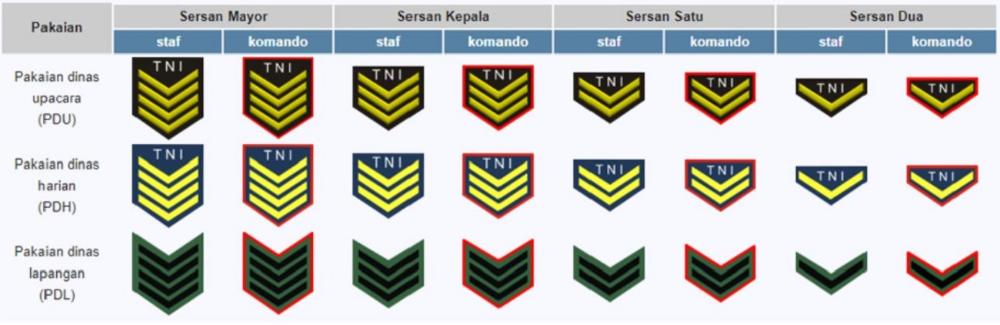 Pakaian Sersan Mayor Sersan Kepala Sersan Satu Sersan Dua
staf komando staf komando staf komando staf komando
Pakaian dinas
upacara
(PDU)
TNI TNI TNI TNI TNI TNI TNI TNI
Pakaian dinas
harian
(PDH)
TNI TNI TNI TNI TNI TNI TNI TNI
Pakaian dinas
lapangan
(PDL)